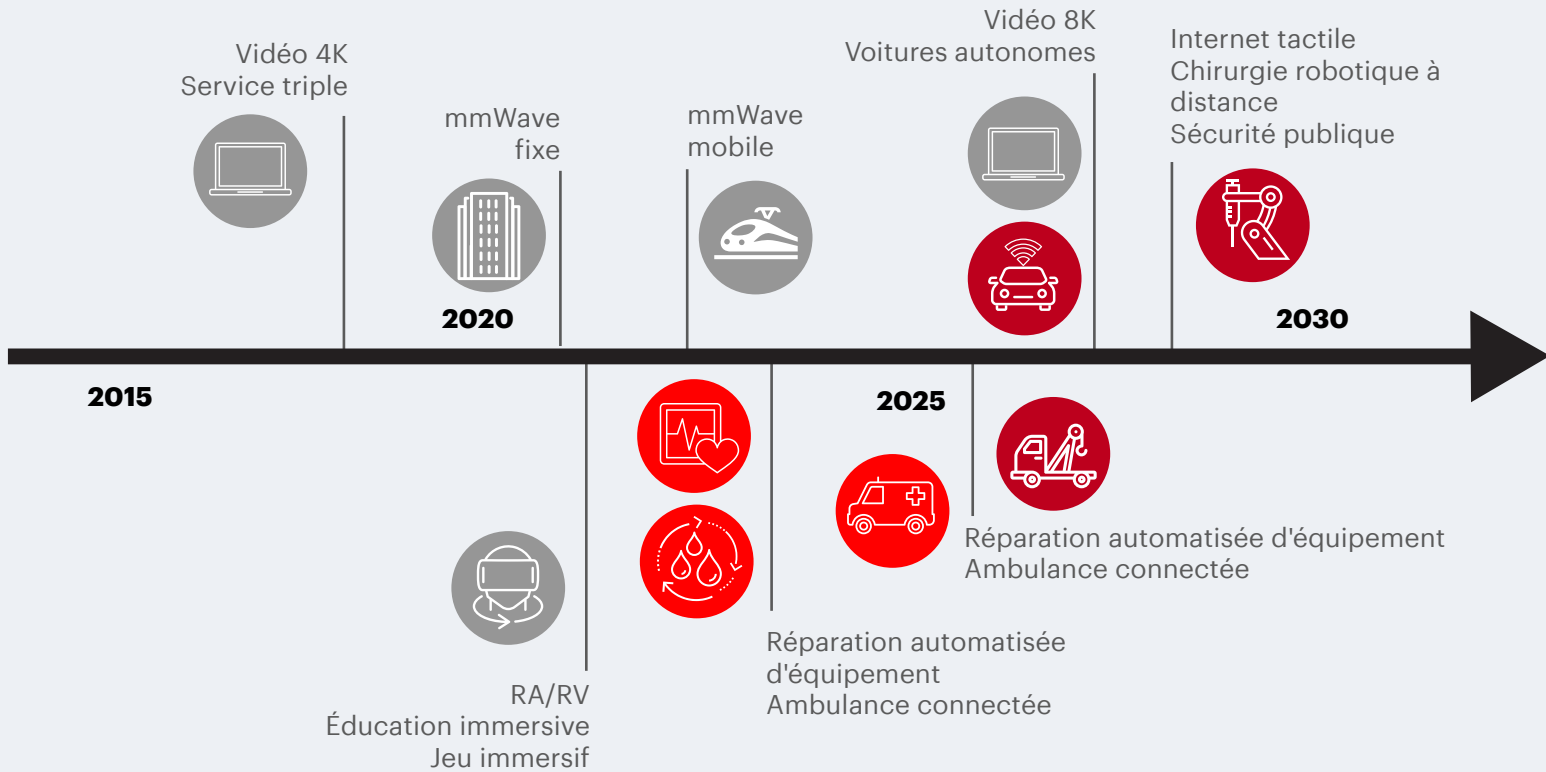 Vidéo 4K
Service triple
mmWave
fixe
mmWave
mobile
Vidéo 8K
Voitures autonomes
Internet tactile
Chirurgie robotique à
distance
Sécurité publique
2020
2030
2015
2025
Réparation automatisée d'équipement
Ambulance connectée
Réparation automatisée
d'équipement
Ambulance connectée
RA/RV
Éducation immersive
Jeu immersif